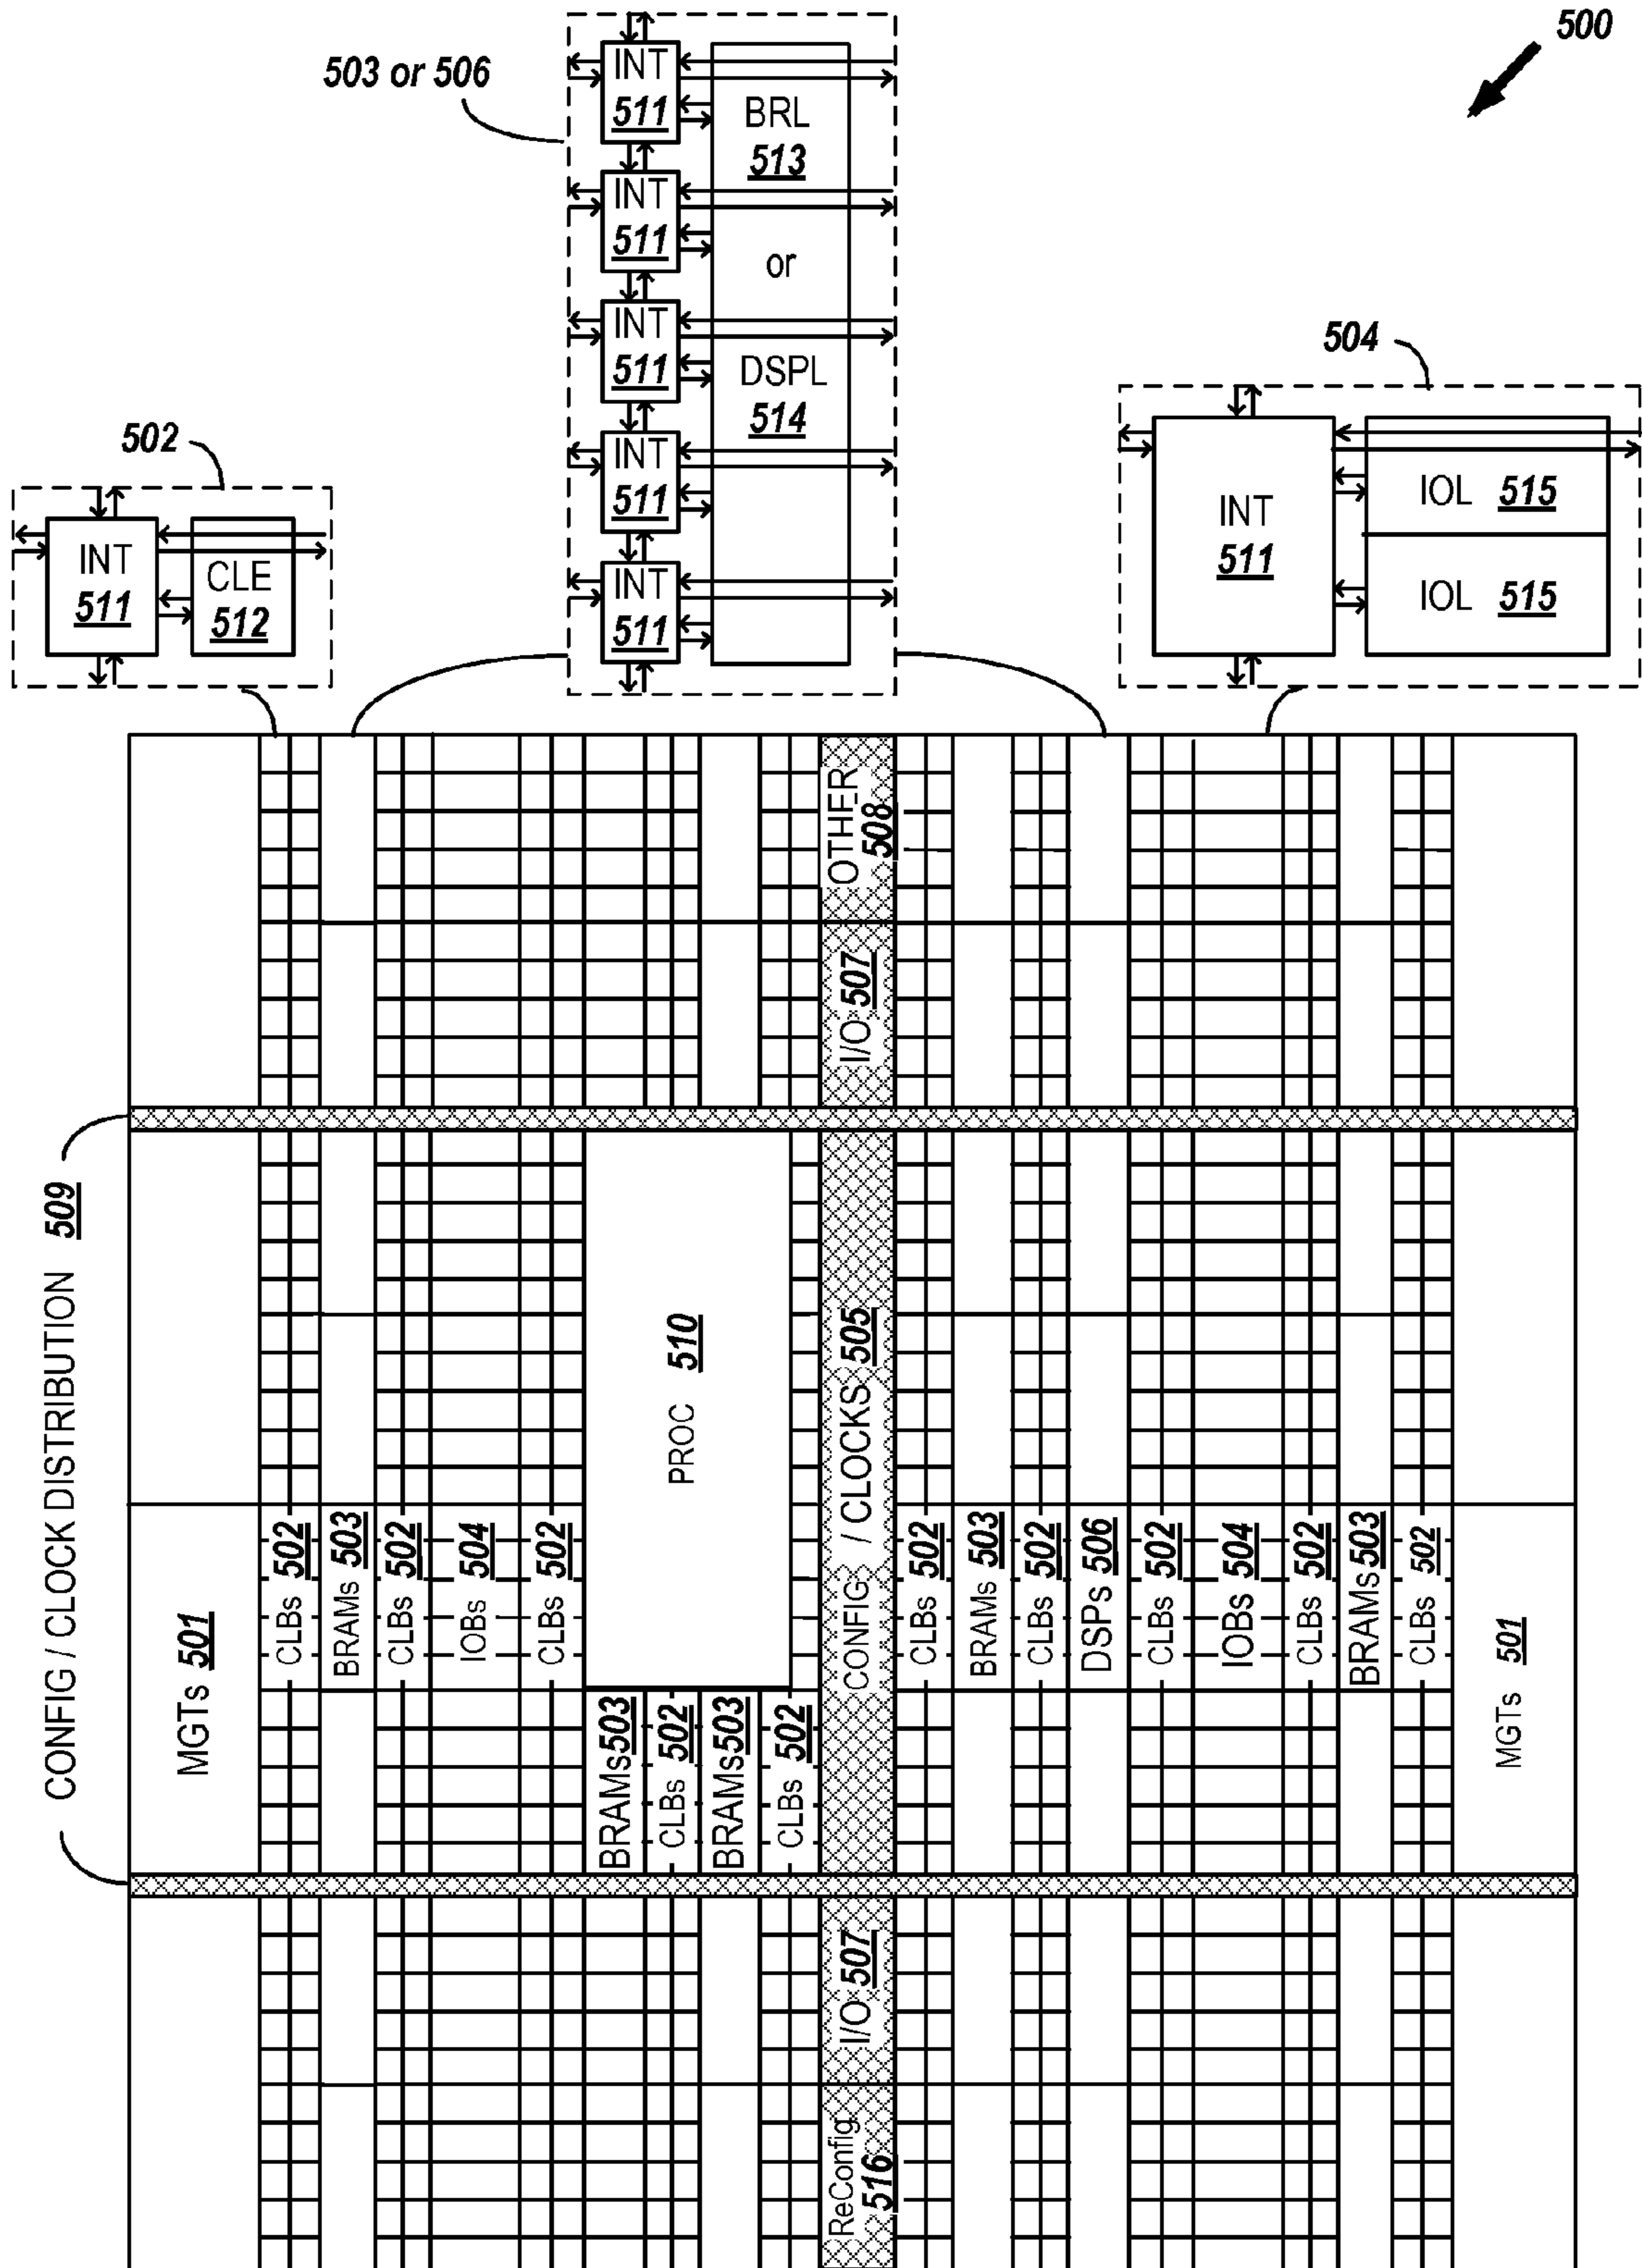 500
503 or 506
INT
511
INT
511
INT
511
INT
511
INT
511
BRL
513
or
DSPL
514
504
INT
511
IOL 515
IOL 515
502
INT
511
CLE
512
OTHER
508
I/O 507
CONFIG / CLOCK DISTRIBUTION 509
PROC 510
CONFIG / CLOCKS 505
MGTs 501
CLBs 502
BRAMs 503
CLBs 502
IOBs 504
CLBs 502
BRAMs 503
CLBs 502
BRAMs 503
CLBs 502
CLBs 502
BRAMs 503
CLBs 502
DSPs 506
CLBs 502
IOBs 504
CLBs 502
BRAMs 503
CLBs 502
MGTs 501
I/O 507
ReConfig
516